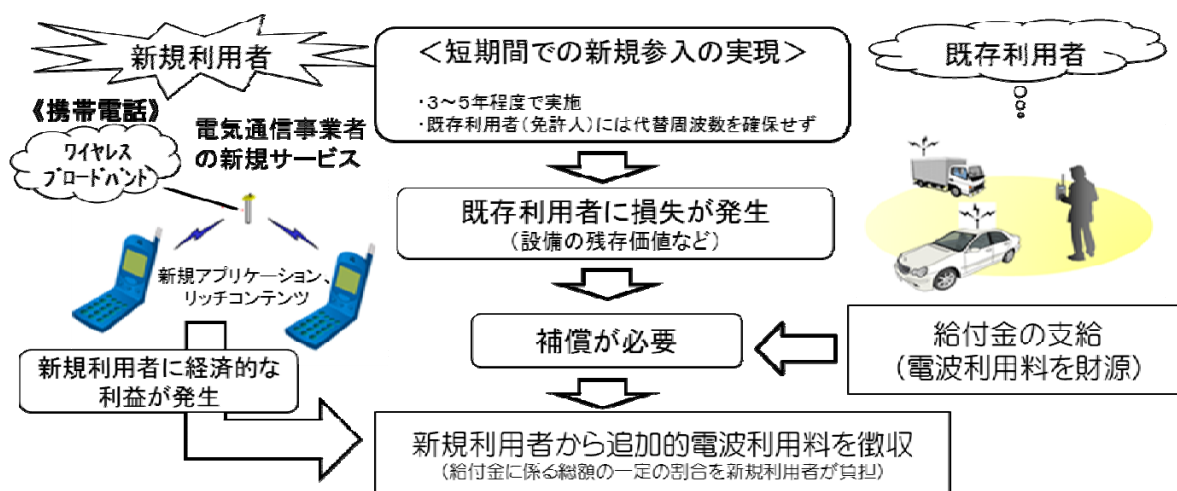 新規利用者
＜短期間での新規参入の実現＞
・３～５年程度で実施
・既存利用者（免許人）には代替周波数を確保せず
既存利用者
《携帯電話》
ワイヤレス
ブロードバンド
電気通信事業者
の新規サービス
新規アプリケーション、
リッチコンテンツ
新規利用者に経済的な
利益が発生
既存利用者に損失が発生
（設備の残存価値など）
補償が必要
給付金の支給
（電波利用料を財源）
新規利用者から追加的電波利用料を徴収
（給付金に係る総額の一定の割合を新規利用者が負担）